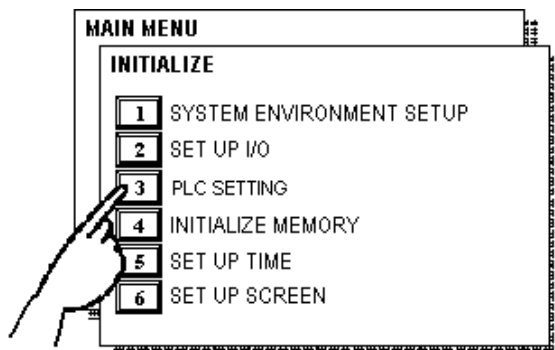 MAIN MENU
INITIALIZE
1 SYSTEM ENVIRONMENT SETUP
2 SET UP I/O
3 PLC SETTING
4 INITIALIZE MEMORY
5 SET UP TIME
6 SET UP SCREEN